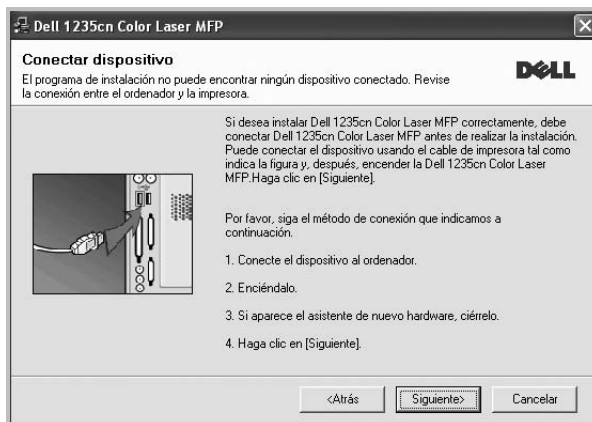 Dell 1235cn Color Laser MFP
Conectar dispositivo
El programa de instalación no puede encontrar ningún dispositivo conectado. Revise
la conexión entre el ordenador y la impresora.
DELL
Si desea instalar Dell 1235cn Color Laser MFP correctamente, debe
conectar Dell 1235cn Color Laser MFP antes de realizar la instalación.
Puede conectar el dispositivo usando el cable de impresora tal como
indica la figura y, después, encender la Dell 1235cn Color Laser
MFP.Haga clic en [Siguiente].
Por favor, siga el método de conexión que indicamos a
continuación.
1. Conecte el dispositivo al ordenador.
2. Enciéndalo.
3. Si aparece el asistente de nuevo hardware, ciérrelo.
4. Haga clic en [Siguiente].
<Atrás
Siguiente>
Cancelar